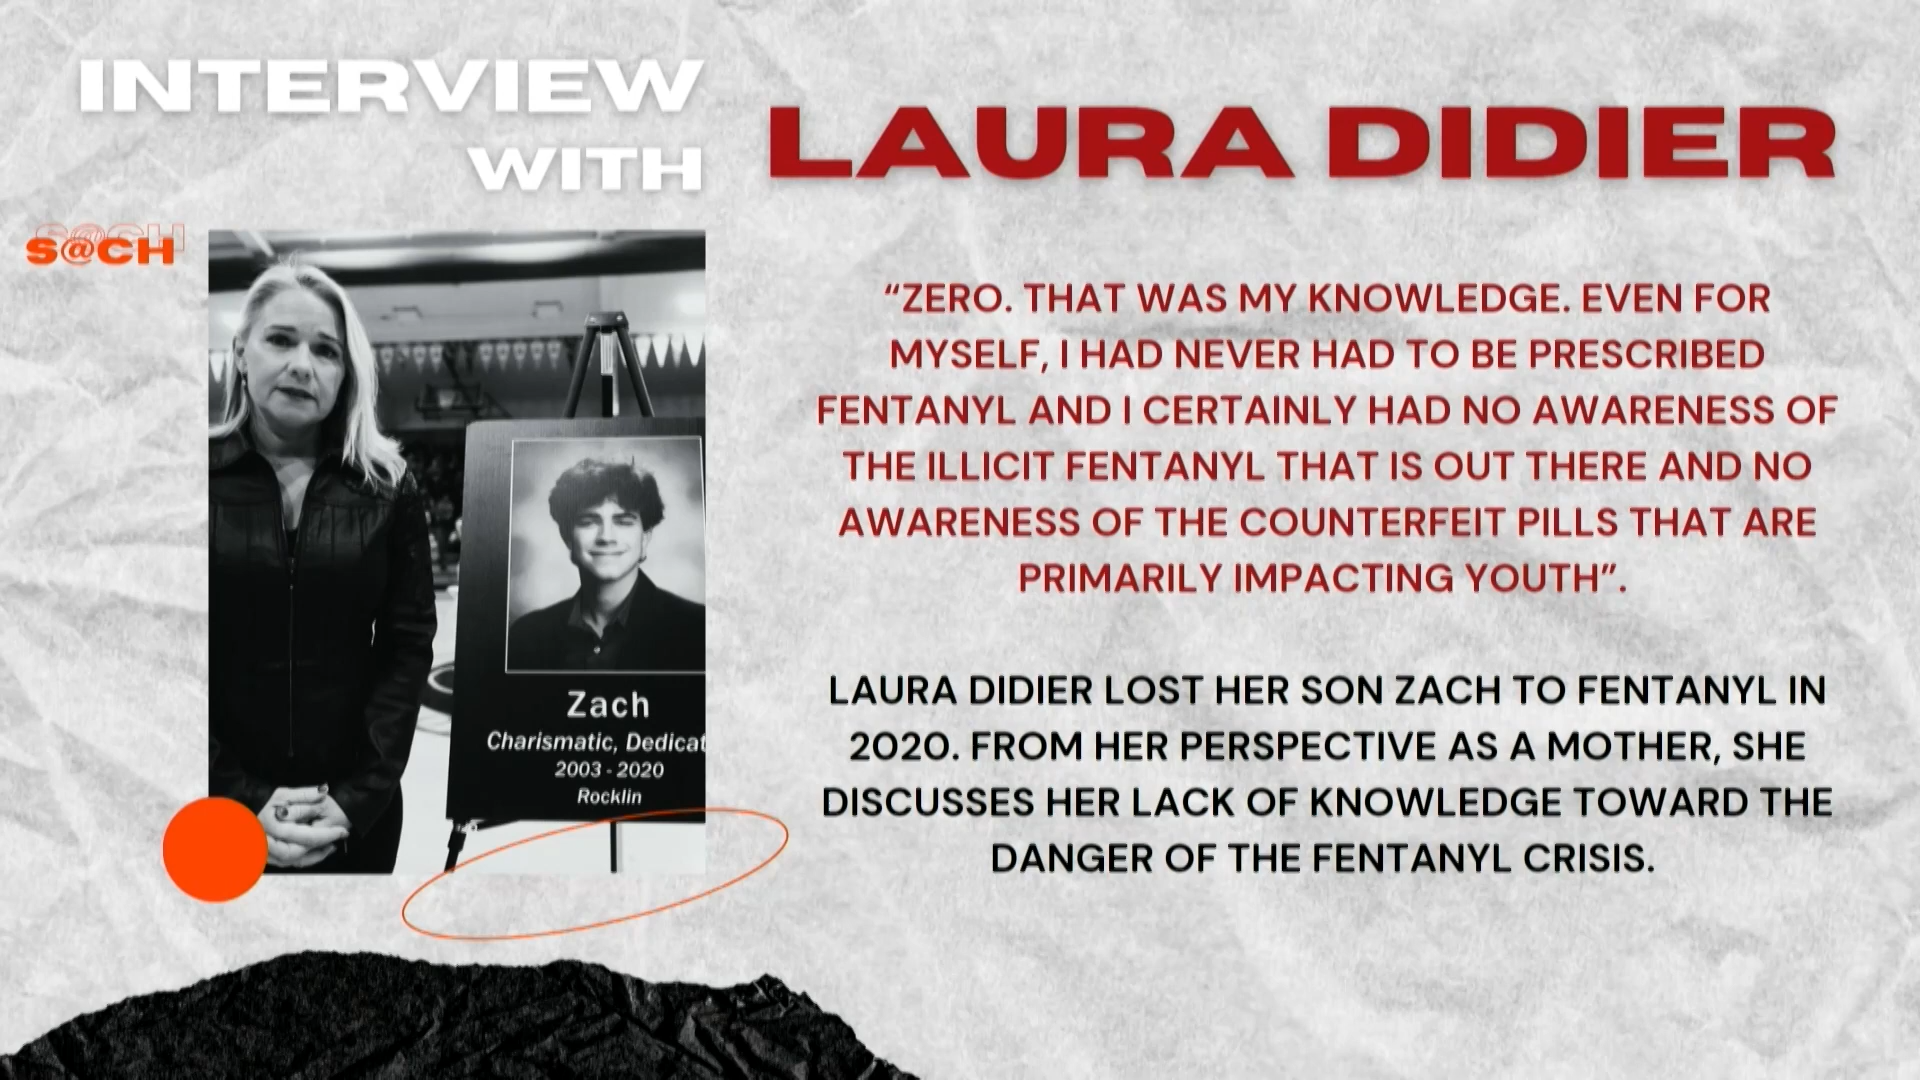 INTERVIEW
WITH
LAURA DIDIER
S@CH
S@CH
Zach
Charismatic, Dedicat
2003 - 2020
Rocklin
“ZERO. THAT WAS MY KNOWLEDGE. EVEN FOR
MYSELF, I HAD NEVER HAD TO BE PRESCRIBED
FENTANYL AND I CERTAINLY HAD NO AWARENESS OF
THE ILLICIT FENTANYL THAT IS OUT THERE AND NO
AWARENESS OF THE COUNTERFEIT PILLS THAT ARE
PRIMARILY IMPACTING YOUTH”.
LAURA DIDIER LOST HER SON ZACH TO FENTANYL IN
2020. FROM HER PERSPECTIVE AS A MOTHER, SHE
DISCUSSES HER LACK OF KNOWLEDGE TOWARD THE
DANGER OF THE FENTANYL CRISIS.